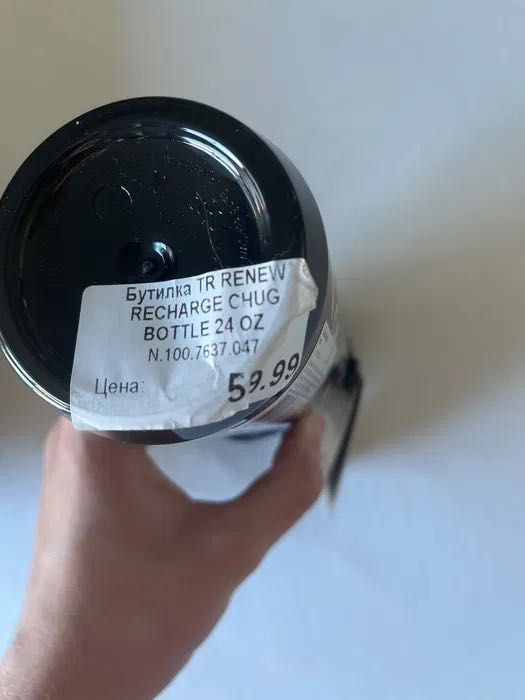 Бутилка TR RENEW
RECHARGE CHUG
BOTTLE 24 OZ
N.100.7637.047
Цена: 59.99